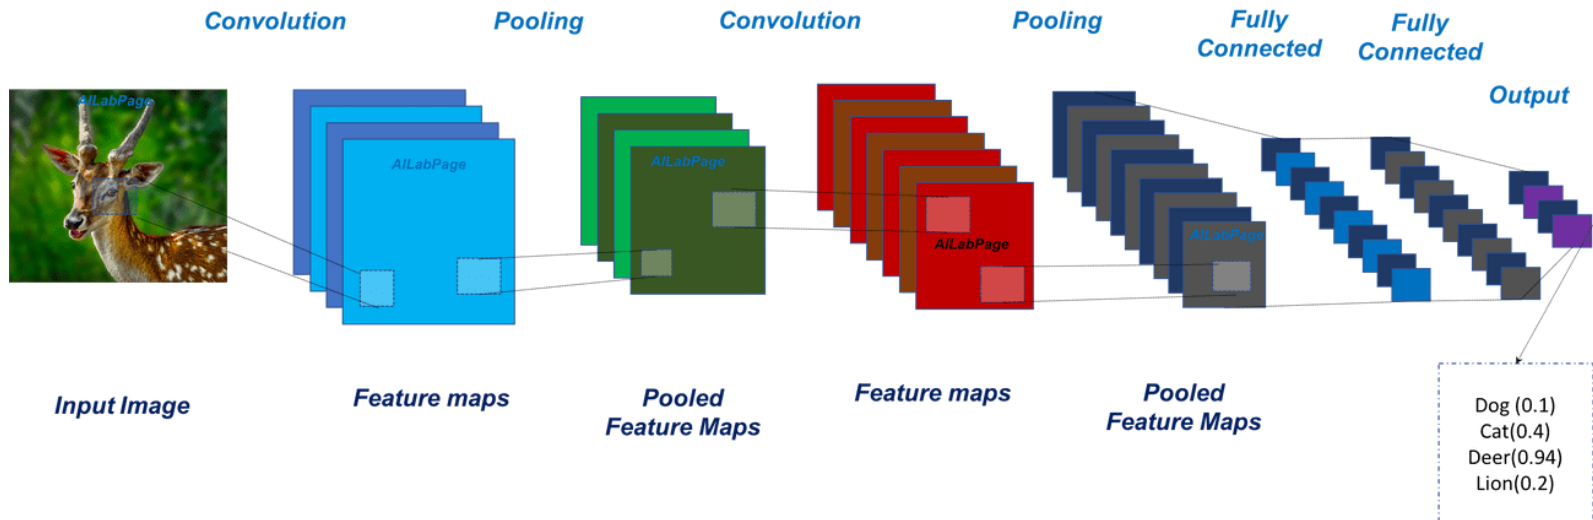 Convolution
Pooling
Convolution
Pooling
Fully
Connected
Fully
Connected
Output
AILabPage
AILabPage
AILabPage
AILabPage
AILabPage
Input Image
Feature maps
Pooled
Feature Maps
Feature maps
Pooled
Feature Maps
Dog (0.1)
Cat(0.4)
Deer(0.94)
Lion(0.2)